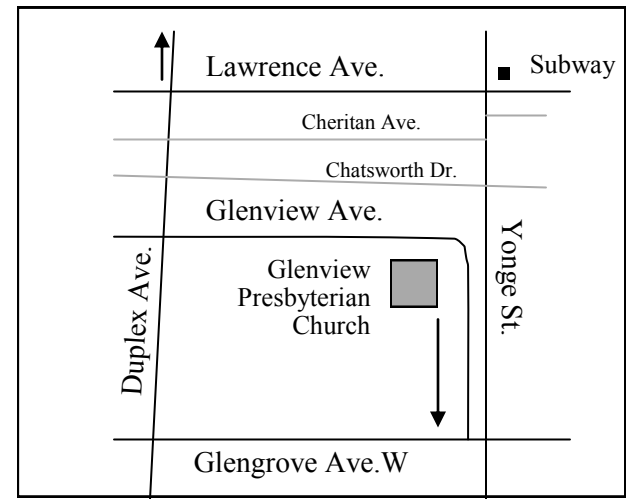 Lawrence Ave.
Subway
Cheritan Ave.
Chatsworth Dr.
Glenview Ave.
Yonge St.
Duplex Ave.
Glenview
Presbyterian
Church
Glengrove Ave.W